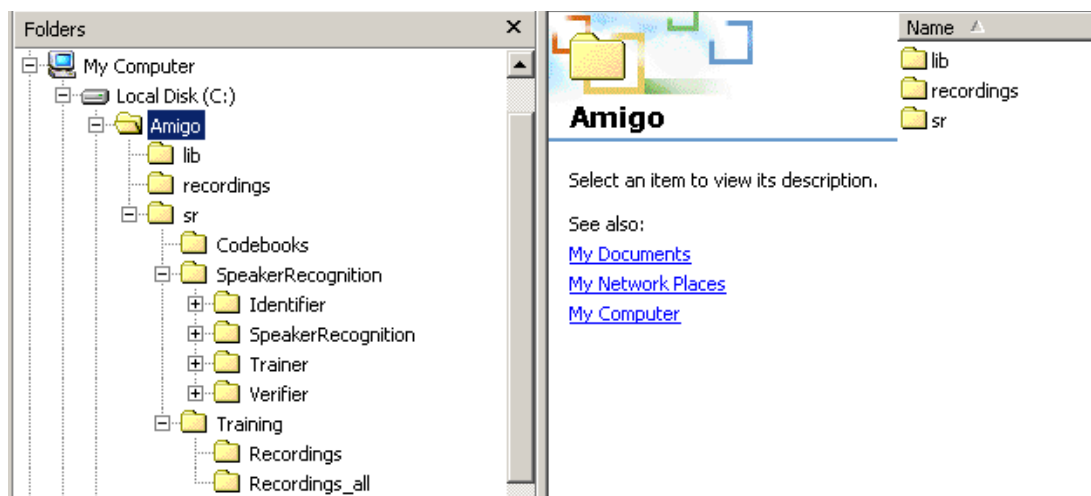 Folders
My Computer
Local Disk (C:)
Amigo
lib
recordings
sr
Codebooks
SpeakerRecognition
Identifier
SpeakerRecognition
Trainer
Verifier
Training
Recordings
Recordings_all
Amigo
Select an item to view its description.
See also:
My Documents
My Network Places
My Computer
Name
lib
recordings
sr